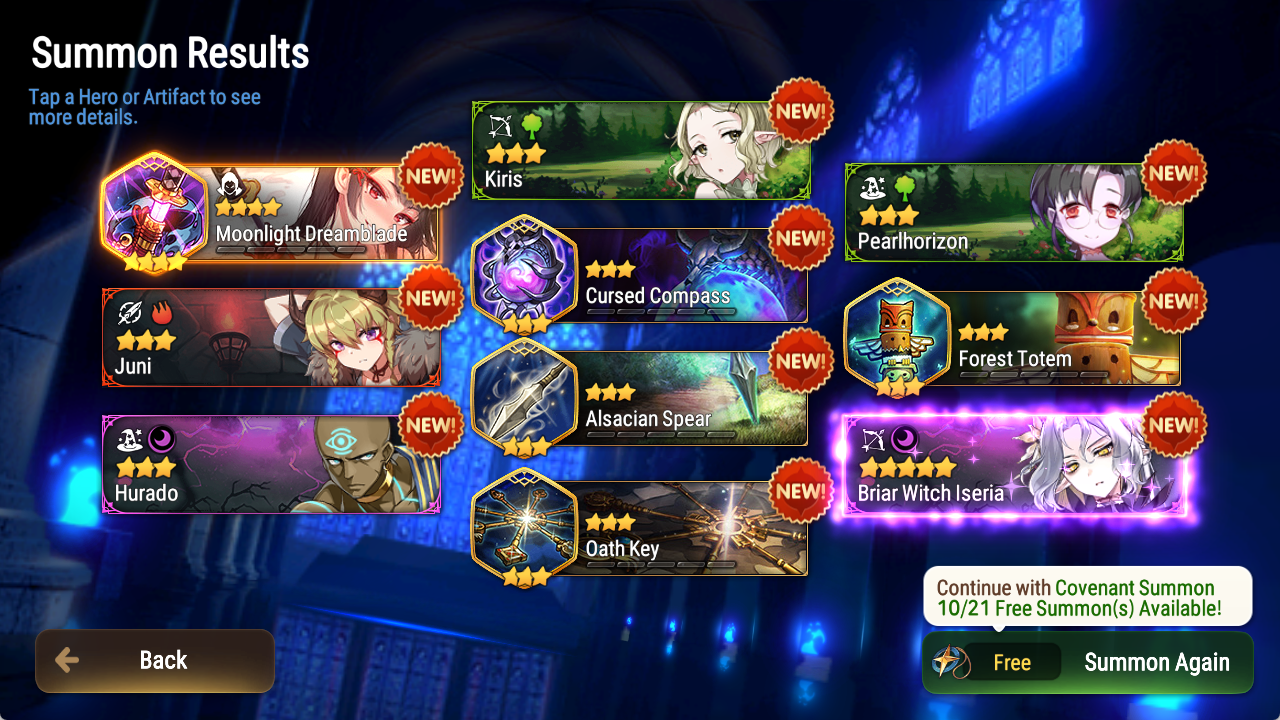 Summon Results
Tap a Hero or Artifact to see
more details.
NEW!
Moonlight Dreamblade
NEW!
Juni
NEW!
Hurado
NEW!
Kiris
NEW!
Cursed Compass
NEW!
Alsacian Spear
NEW!
Oath Key
NEW!
Pearlhorizon
NEW!
Forest Totem
NEW!
Briar Witch Iseria
Continue with Covenant Summon
10/21 Free Summon(s) Available!
Back
Free
Summon Again